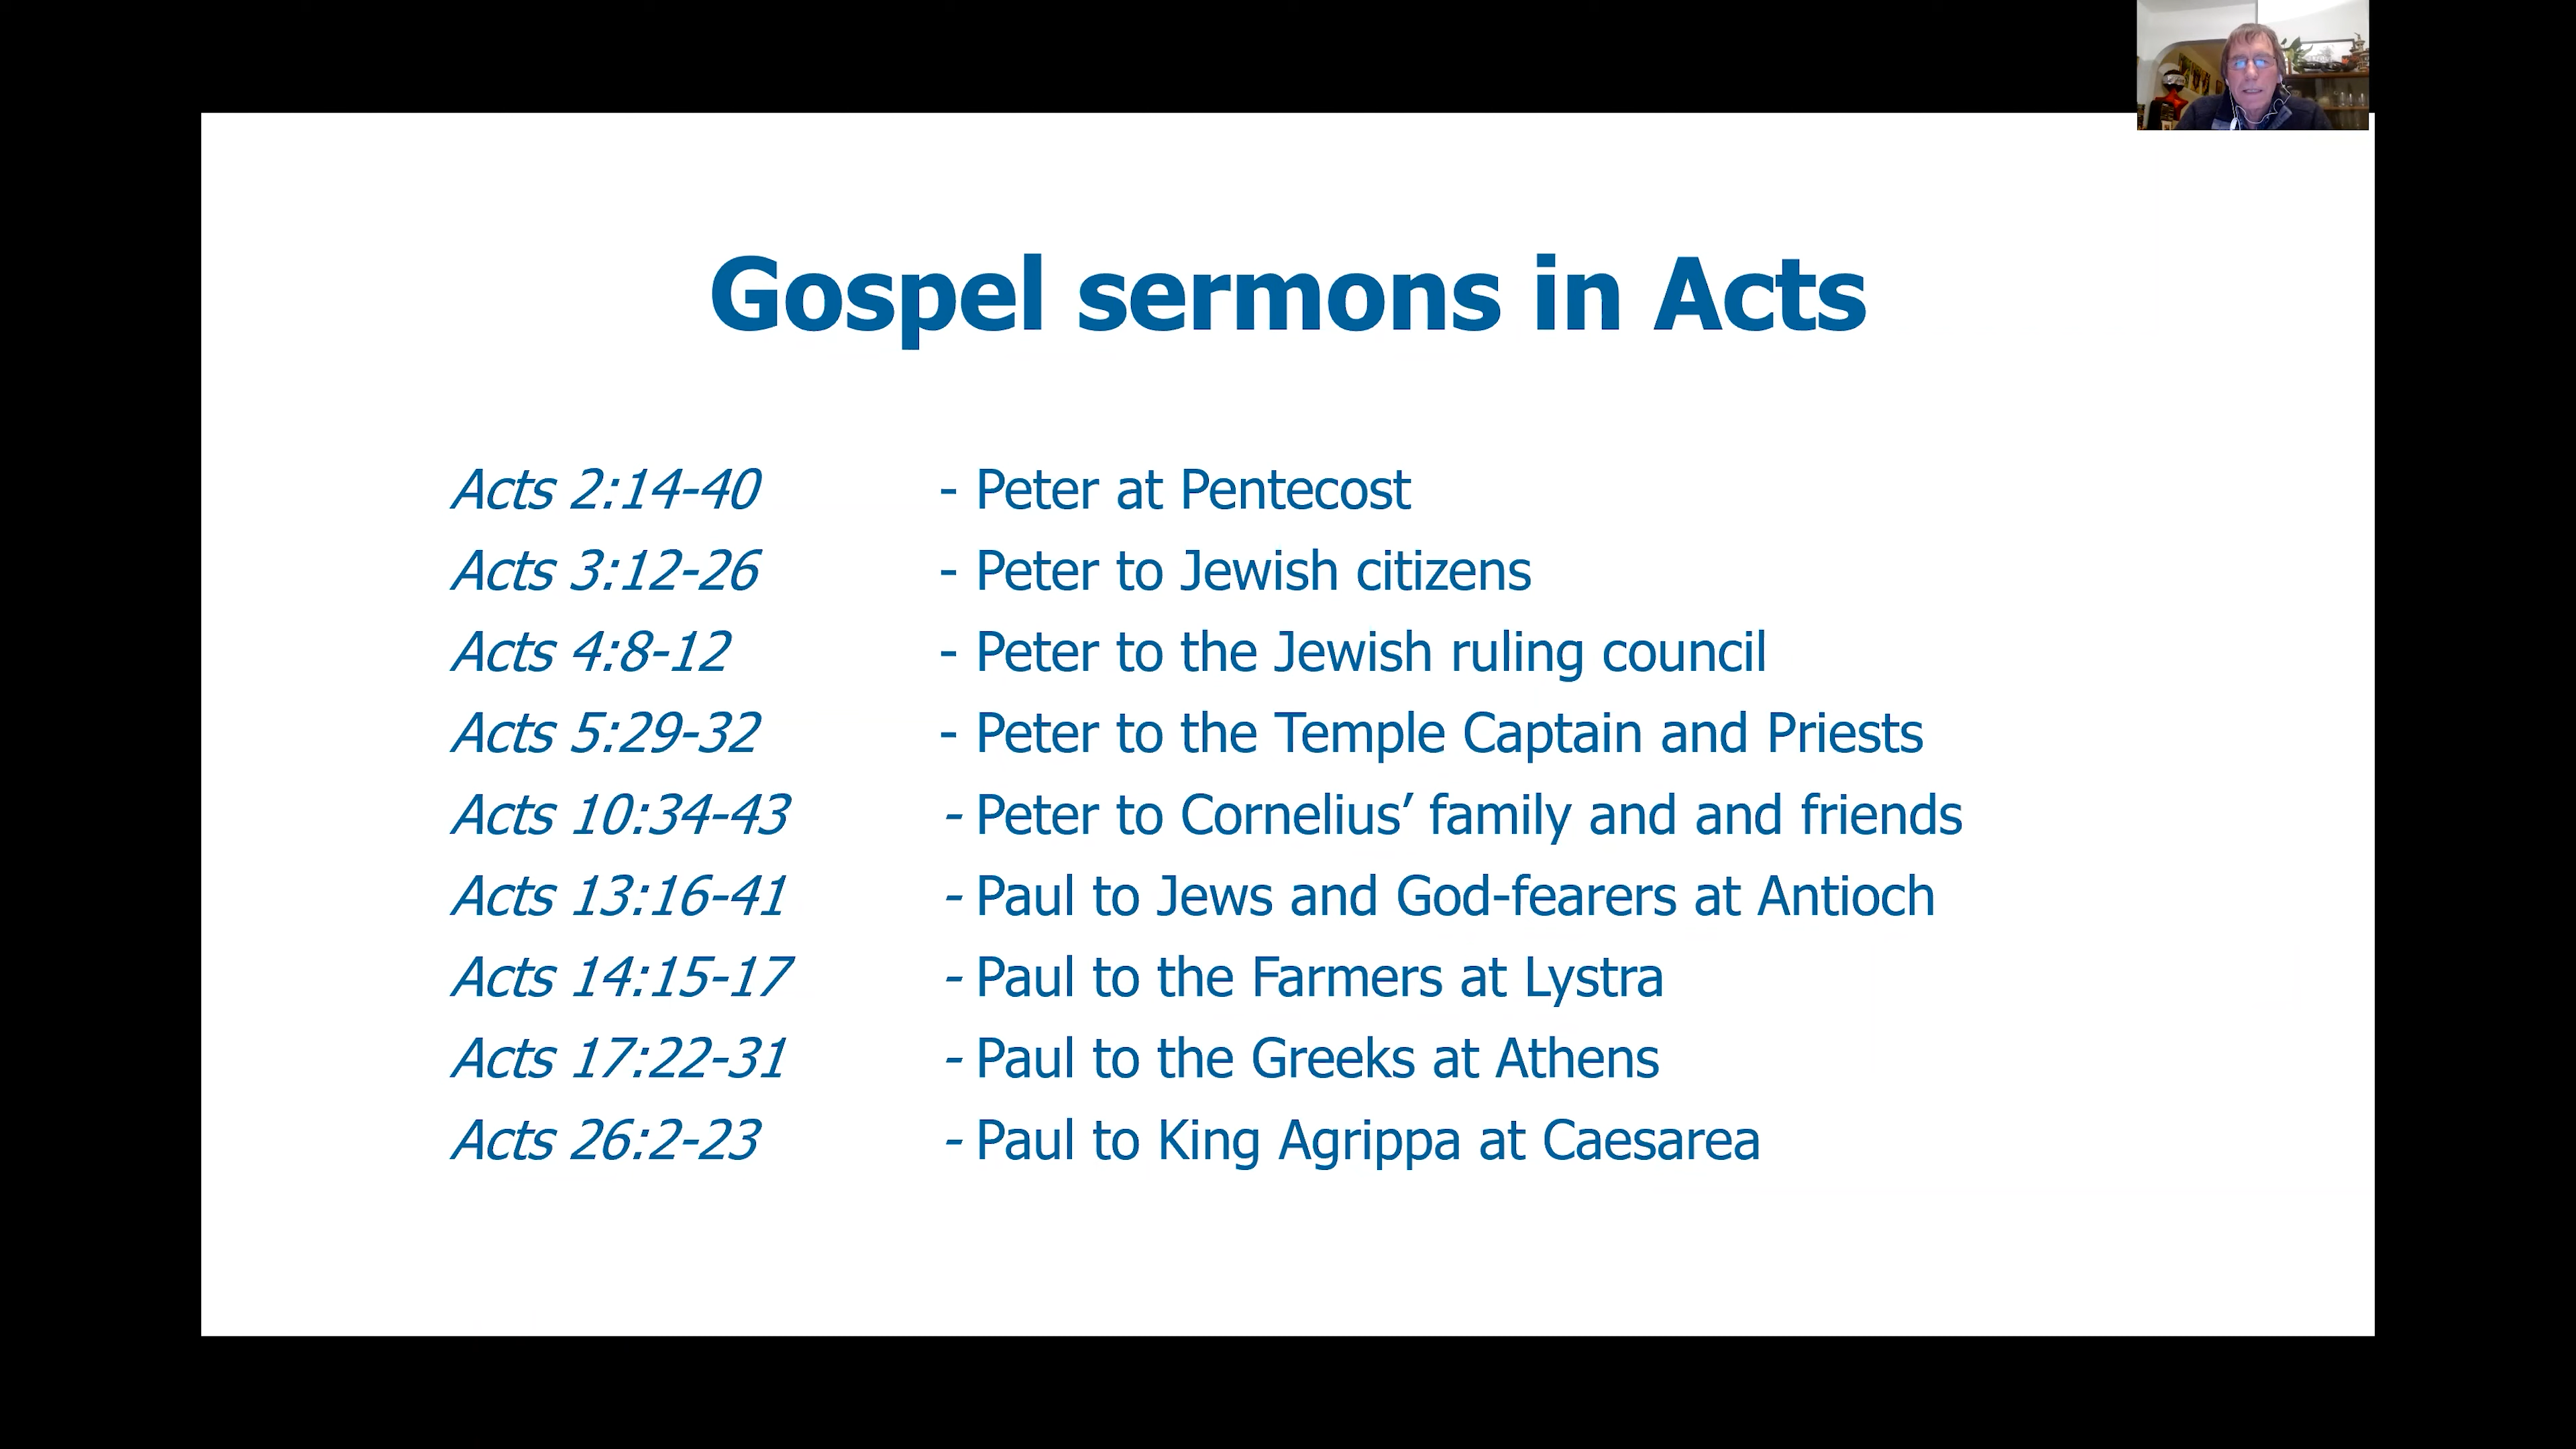 Gospel sermons in Acts
Acts 2:14-40 - Peter at Pentecost
Acts 3:12-26 - Peter to Jewish citizens
Acts 4:8-12 - Peter to the Jewish ruling council
Acts 5:29-32 - Peter to the Temple Captain and Priests
Acts 10:34-43 - Peter to Cornelius’ family and and friends
Acts 13:16-41 - Paul to Jews and God-fearers at Antioch
Acts 14:15-17 - Paul to the Farmers at Lystra
Acts 17:22-31 - Paul to the Greeks at Athens
Acts 26:2-23 - Paul to King Agrippa at Caesarea